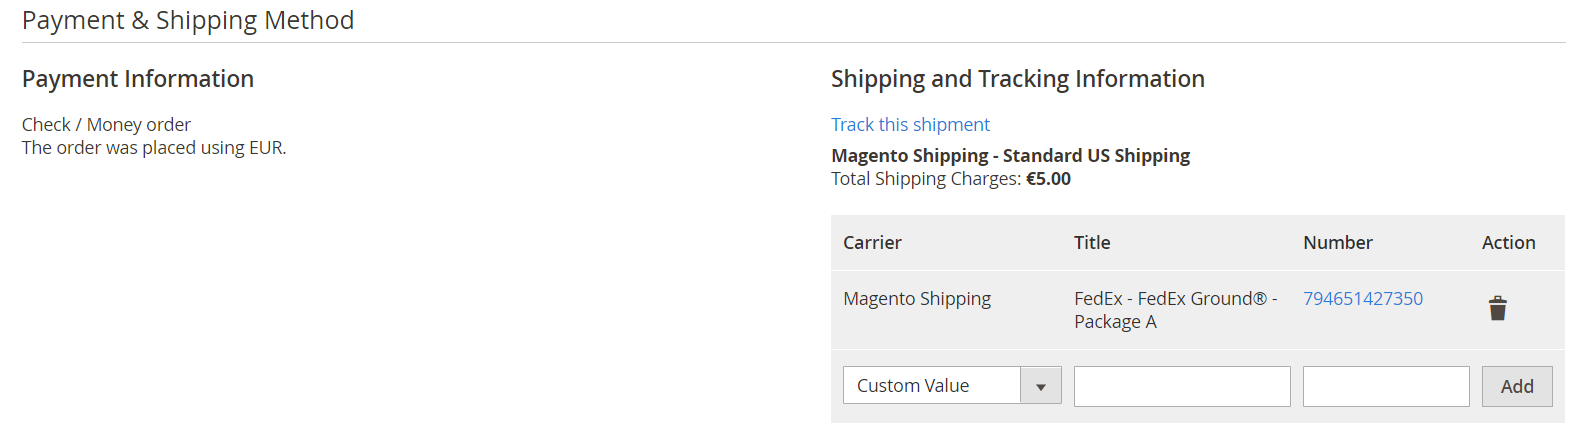 Payment & Shipping Method
Payment Information
Check / Money order
The order was placed using EUR.
Shipping and Tracking Information
Track this shipment
Magento Shipping - Standard US Shipping
Total Shipping Charges: €5.00
Carrier Title Number Action
Magento Shipping FedEx - FedEx Ground® - 794651427350
Package A
Custom Value Add